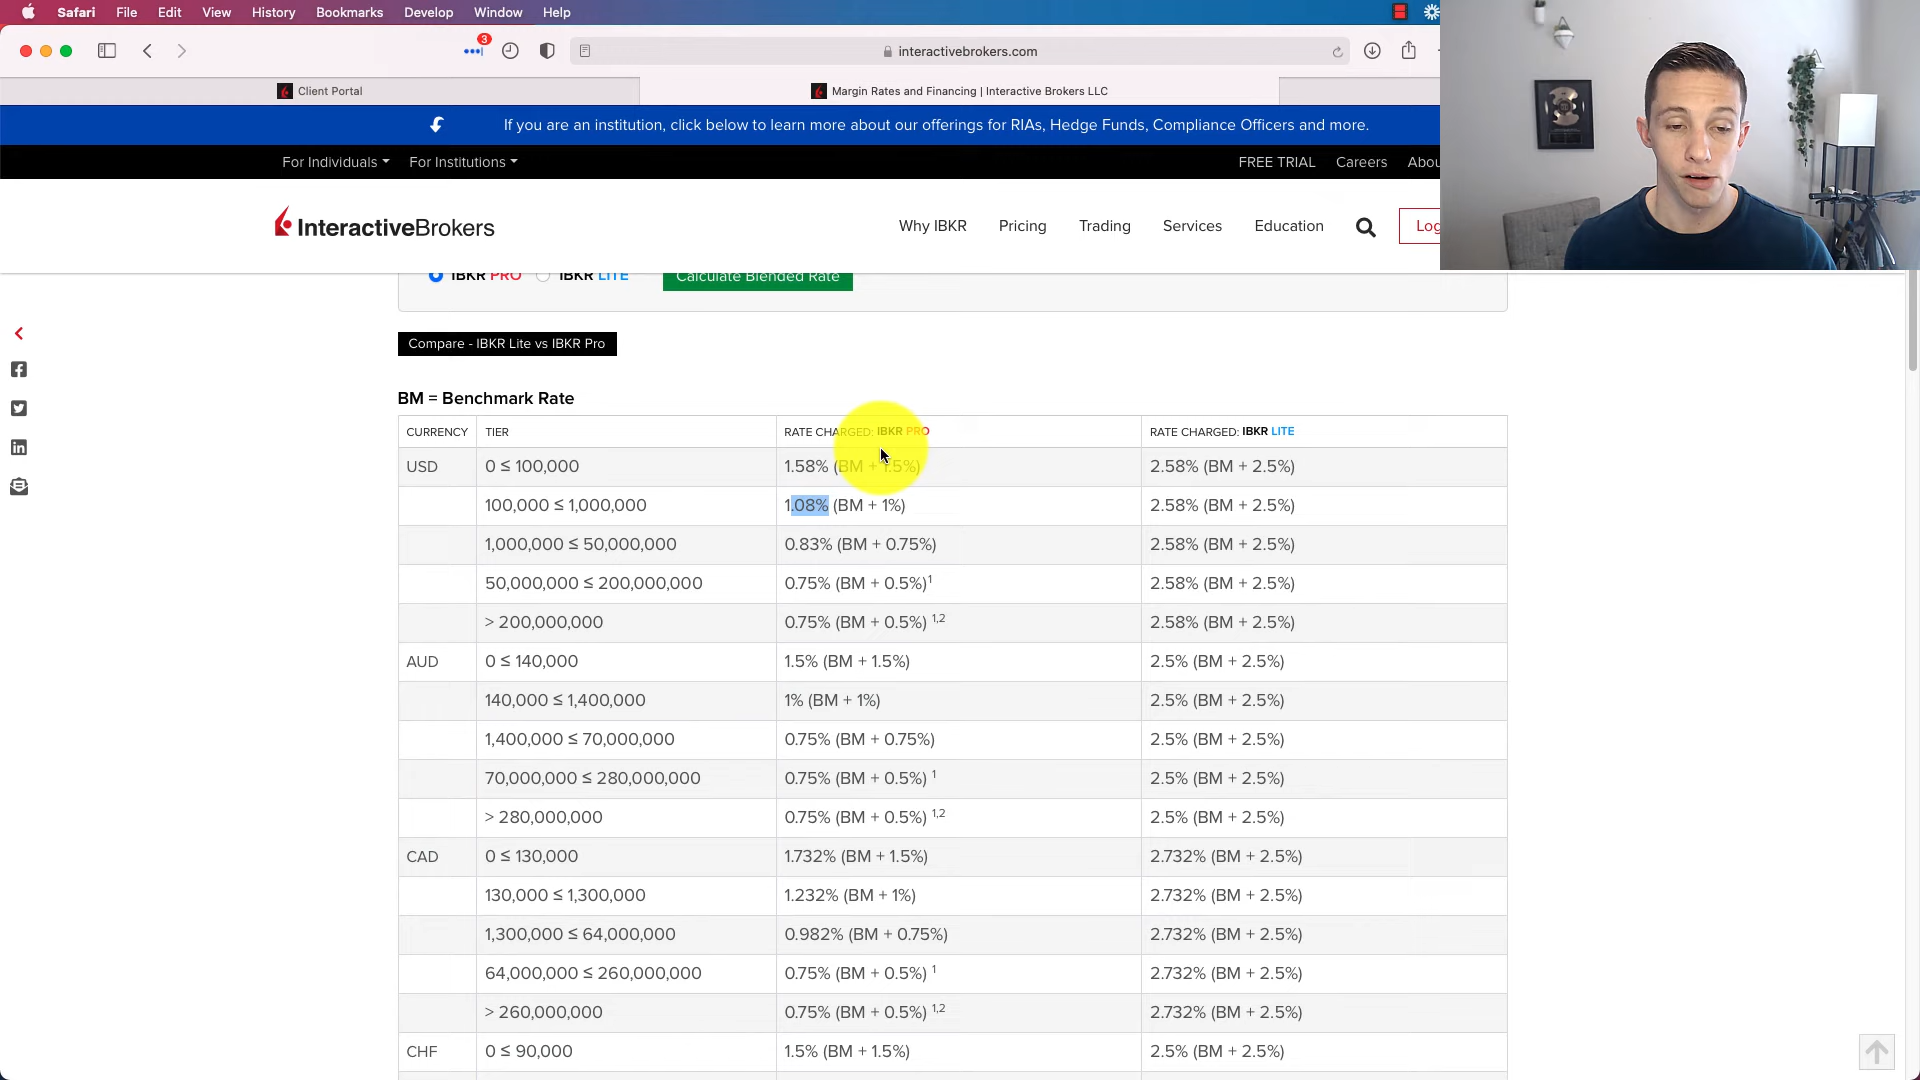 Safari File Edit View History Bookmarks Develop Window Help
3
interactivebrokers.com
Client Portal
Margin Rates and Financing | Interactive Brokers LLC
If you are an institution, click below to learn more about our offerings for RIAs, Hedge Funds, Compliance Officers and more.
For Individuals For Institutions FREE TRIAL Careers Abou
InteractiveBrokers Why IBKR Pricing Trading Services Education Log
IBKR PRO IBKR LITE Calculate Blended Rate
Compare - IBKR Lite vs IBKR Pro
BM = Benchmark Rate
CURRENCY TIER RATE CHARGED: IBKR PRO RATE CHARGED: IBKR LITE
USD 0 ≤ 100,000 1.58% (BM + 1.5%) 2.58% (BM + 2.5%)
100,000 ≤ 1,000,000 1.08% (BM + 1%) 2.58% (BM + 2.5%)
1,000,000 ≤ 50,000,000 0.83% (BM + 0.75%) 2.58% (BM + 2.5%)
50,000,000 ≤ 200,000,000 0.75% (BM + 0.5%)1 2.58% (BM + 2.5%)
> 200,000,000 0.75% (BM + 0.5%) 1,2 2.58% (BM + 2.5%)
AUD 0 ≤ 140,000 1.5% (BM + 1.5%) 2.5% (BM + 2.5%)
140,000 ≤ 1,400,000 1% (BM + 1%) 2.5% (BM + 2.5%)
1,400,000 ≤ 70,000,000 0.75% (BM + 0.75%) 2.5% (BM + 2.5%)
70,000,000 ≤ 280,000,000 0.75% (BM + 0.5%) 1 2.5% (BM + 2.5%)
> 280,000,000 0.75% (BM + 0.5%) 1,2 2.5% (BM + 2.5%)
CAD 0 ≤ 130,000 1.732% (BM + 1.5%) 2.732% (BM + 2.5%)
130,000 ≤ 1,300,000 1.232% (BM + 1%) 2.732% (BM + 2.5%)
1,300,000 ≤ 64,000,000 0.982% (BM + 0.75%) 2.732% (BM + 2.5%)
64,000,000 ≤ 260,000,000 0.75% (BM + 0.5%) 1 2.732% (BM + 2.5%)
> 260,000,000 0.75% (BM + 0.5%) 1,2 2.732% (BM + 2.5%)
CHF 0 ≤ 90,000 1.5% (BM + 1.5%) 2.5% (BM + 2.5%)